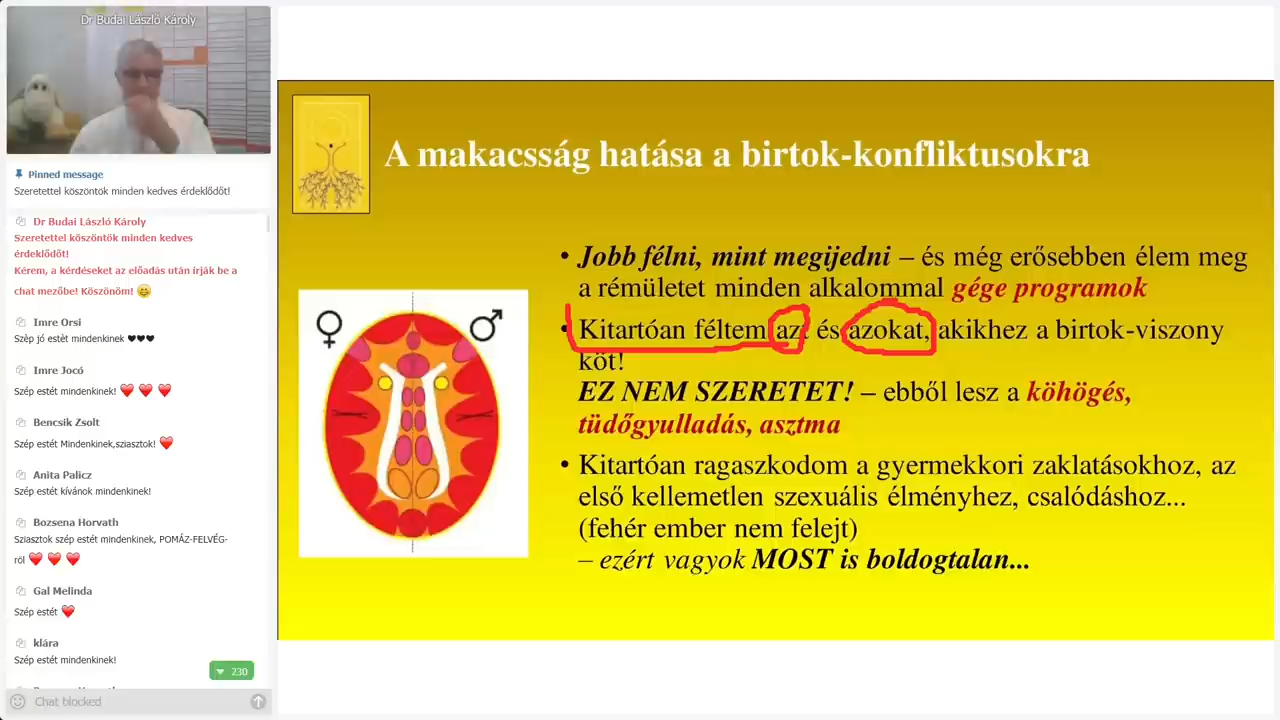 Dr Budai László Károly
Pinned message
Szeretettel köszöntök minden kedves érdeklődőt!
Dr Budai László Károly
Szeretettel köszöntök minden kedves
érdeklődőt!
Kérem, a kérdéseket az előadás után írják be a
chat mezőbe! Köszönöm! 😊
Imre Orsi
Szèp jó estèt mindenkinek ♥♥♥
Imre Jocó
Szép estét mindenkinek! ❤️ ❤️ ❤️
Bencsik Zsolt
Szép estét Mindenkinek,sziasztok! ❤️
Anita Palicz
Szép estét kívánok mindenkinek!
Bozsena Horvath
Sziasztok szép estét mindenkinek, POMÁZ-FELVÉG-
ről ❤️ ❤️ ❤️
Gal Melinda
Szép estét ❤️
klára
Szép estét mindenkinek!
230
Chat blocked
A makacsság hatása a birtok-konfliktusokra
♀ ♂
• Jobb félni, mint megijedni – és még erősebben élem meg
a rémületet minden alkalommal gége programok
• Kitartóan féltem azt és azokat, akikhez a birtok-viszony
köt!
EZ NEM SZERETET! – ebből lesz a köhögés,
tüdőgyulladás, asztma
• Kitartóan ragaszkodom a gyermekkori zaklatásokhoz, az
első kellemetlen szexuális élményhez, csalódáshoz...
(fehér ember nem felejt)
– ezért vagyok MOST is boldogtalan...